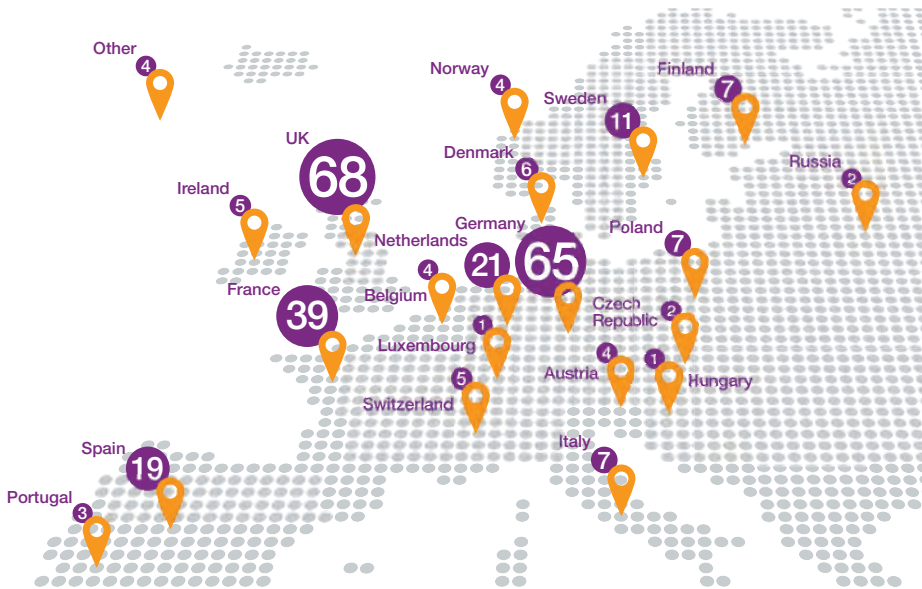 Other
4
Norway
4
Finland
7
Sweden
11
UK
68
Denmark
6
Russia
2
Ireland
5
Germany
65
Netherlands
21
Poland
7
Belgium
4
France
39
Czech
Republic
2
Luxembourg
1
Austria
4
Hungary
1
Switzerland
5
Italy
7
Spain
19
Portugal
3